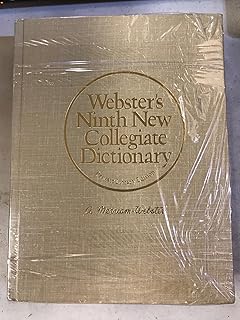 Webster's
Ninth New
Collegiate
Dictionary
A Merriam-Webster